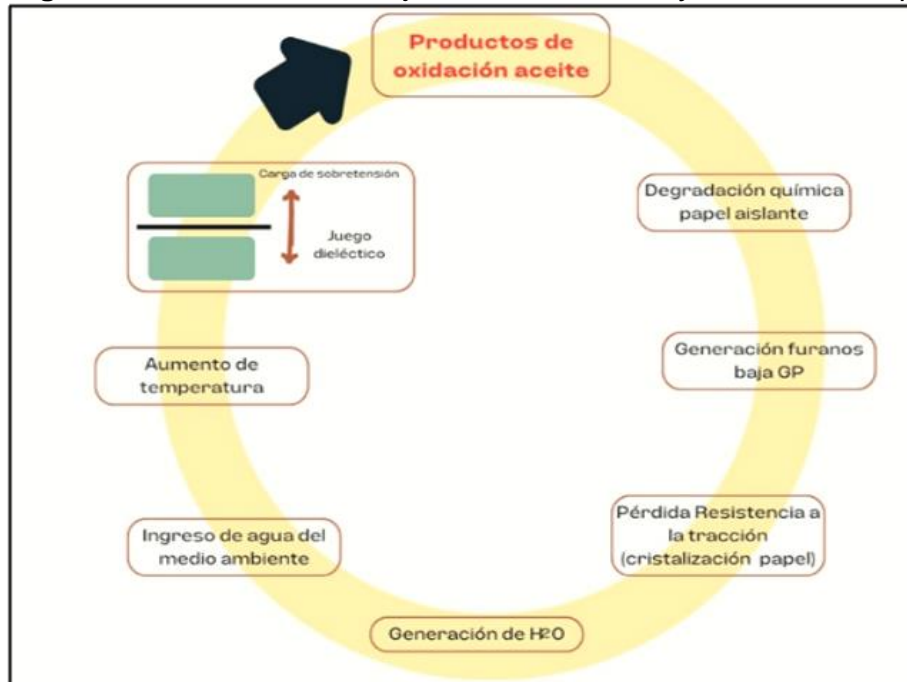 Productos de
oxidación aceite
Degradación química
papel aislante
Generación furanos
baja GP
Pérdida Resistencia a
la tracción
(cristalización papel)
Generación de H2O
Ingreso de agua del
medio ambiente
Aumento de
temperatura
Carga de sobretensión
Juego
dieléctico